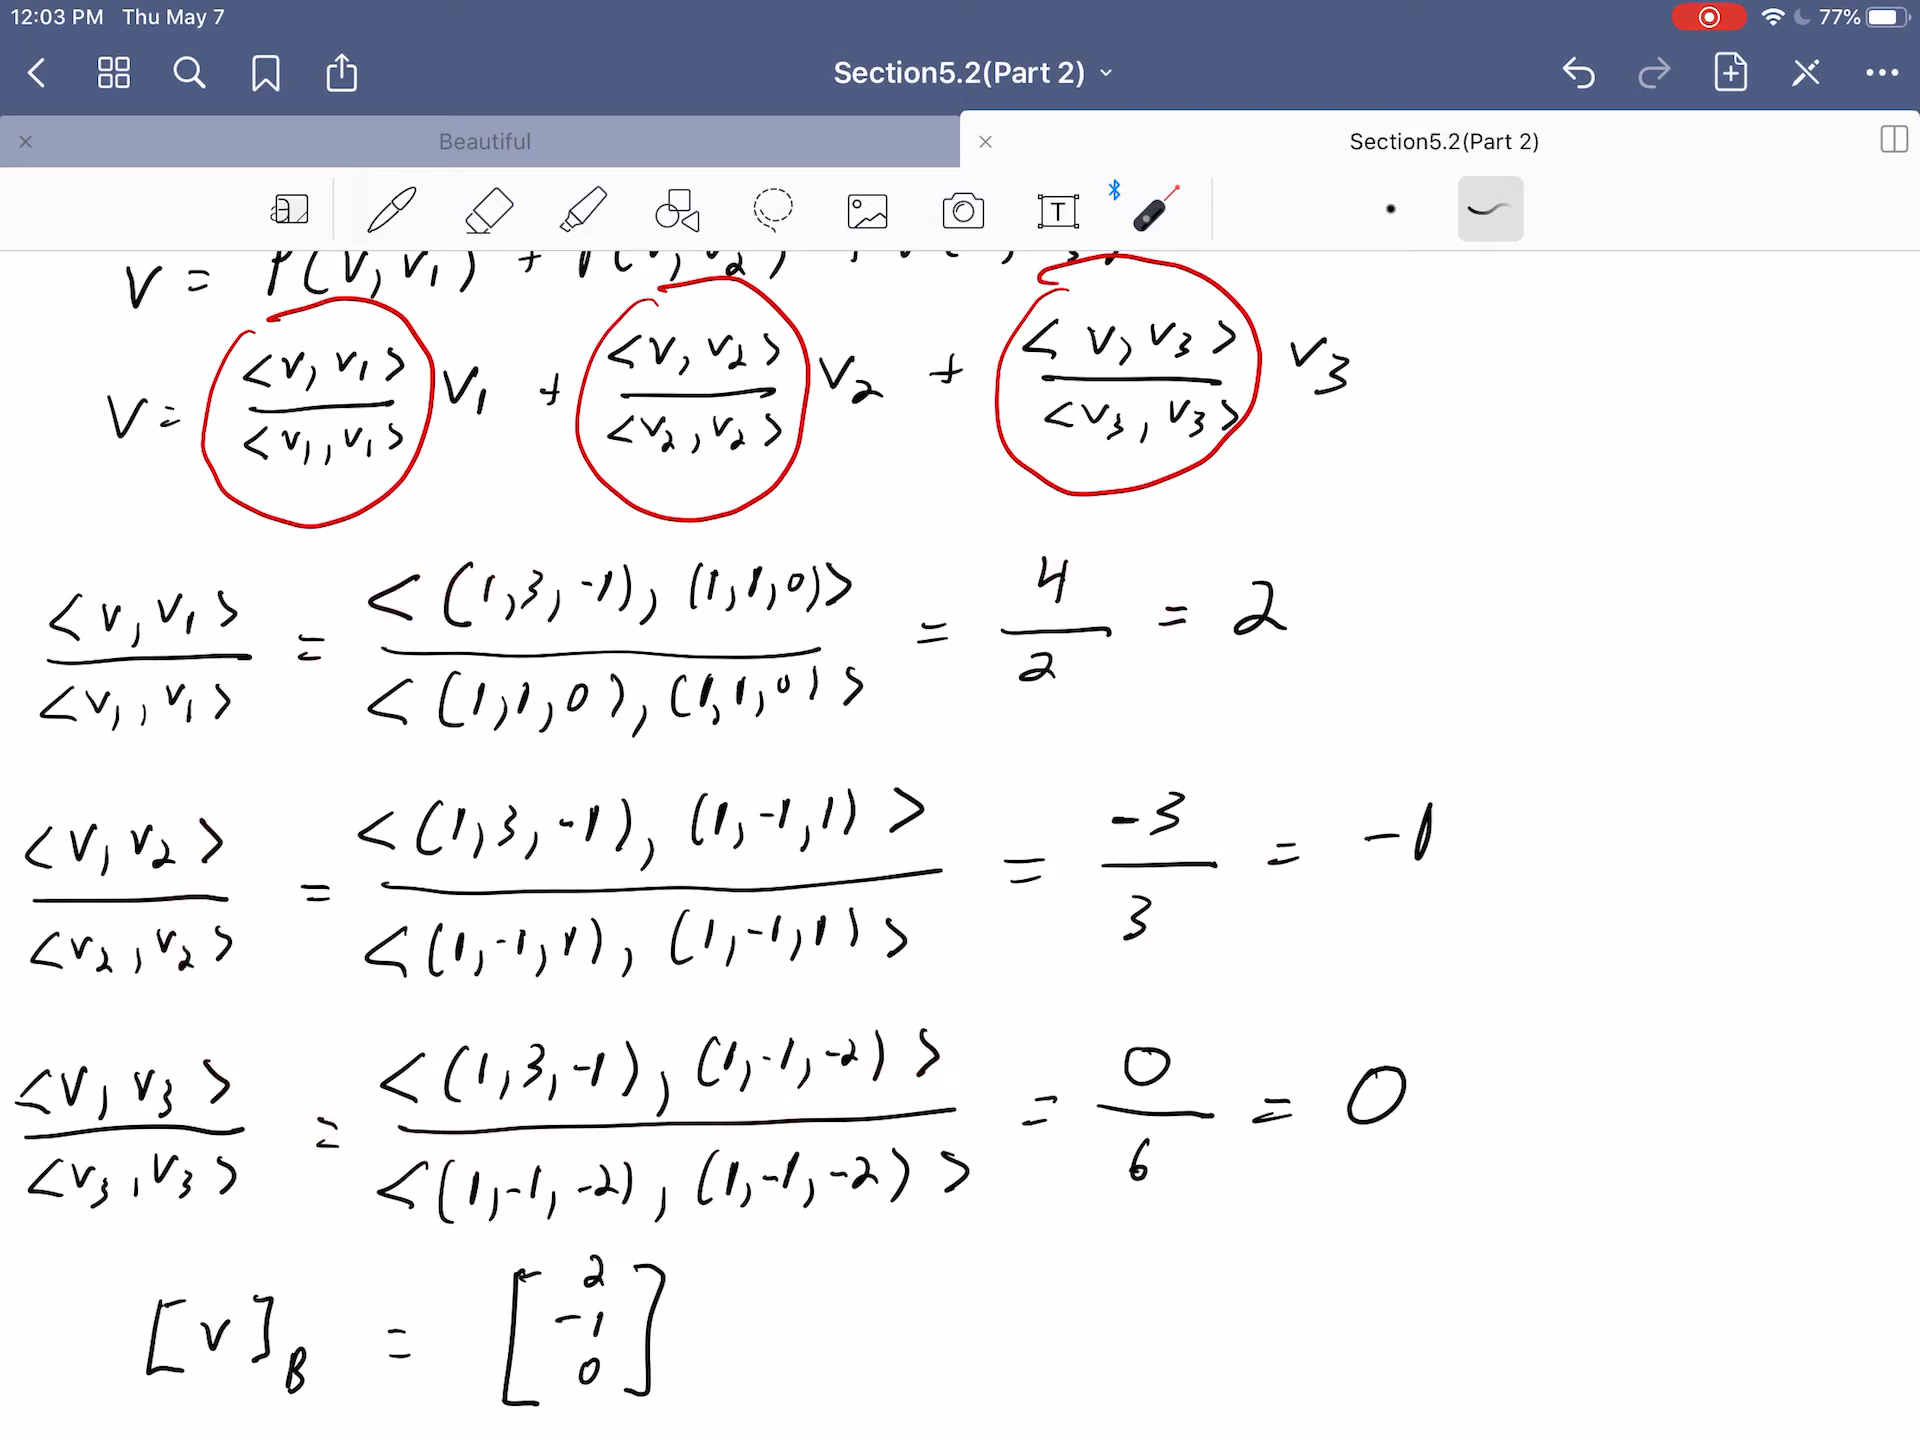 12:03 PM Thu May 7 77%
Section5.2(Part 2)
Beautiful Section5.2(Part 2)
V = P(V, V1) +
V = <V, V1> / <V1, V1> V1 + <V, V2> / <V2, V2> V2 + <V, V3> / <V3, V3> V3
<V, V1> / <V1, V1> = <(1,3,-1), (1,1,0)> / <(1,1,0), (1,1,0)> = 4/2 = 2
<V, V2> / <V2, V2> = <(1,3,-1), (1,-1,1)> / <(1,-1,1), (1,-1,1)> = -3/3 = -1
<V, V3> / <V3, V3> = <(1,3,-1), (1,-1,-2)> / <(1,-1,-2), (1,-1,-2)> = 0/6 = 0
[V]B = [2 -1 0]